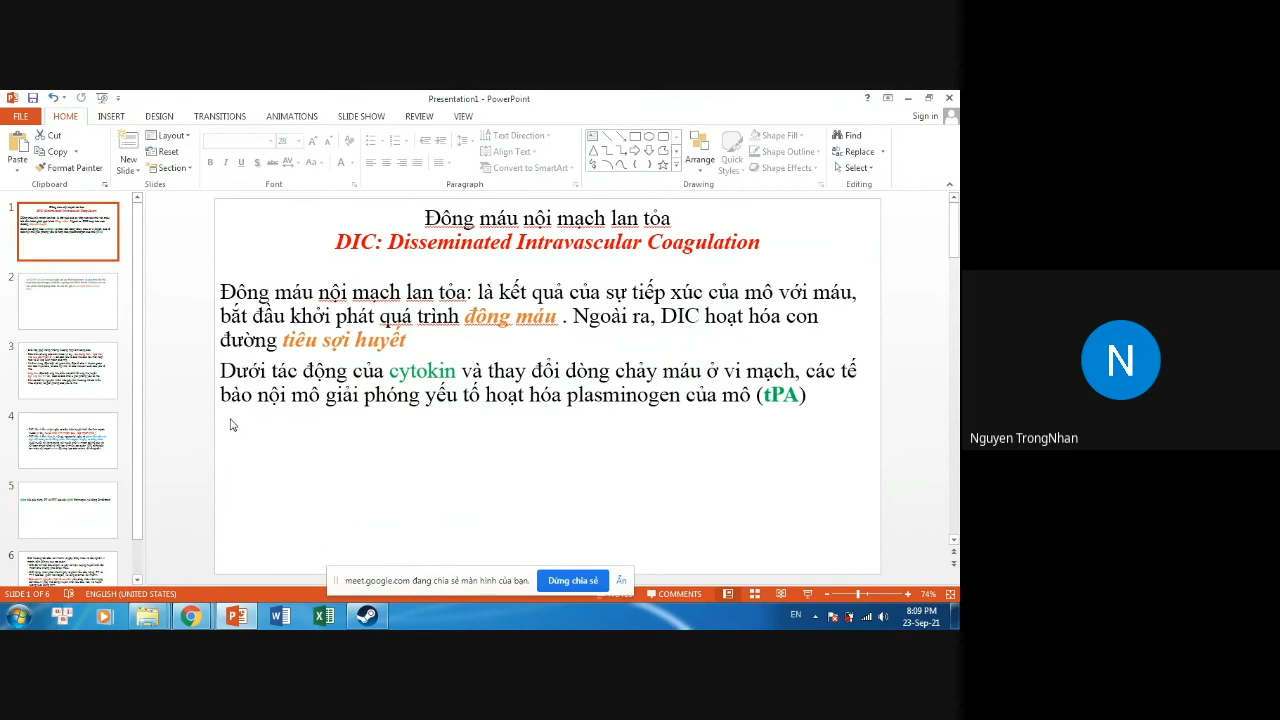 Presentation1 - PowerPoint
FILE HOME INSERT DESIGN TRANSITIONS ANIMATIONS SLIDE SHOW REVIEW VIEW Sign in
Cut
Copy
Format Painter
Paste
Clipboard
New
Slide
Layout
Reset
Section
Slides
28
Font
Text Direction
Align Text
Convert to SmartArt
Paragraph
Arrange
Quick
Styles
Shape Fill
Shape Outline
Shape Effects
Drawing
Find
Replace
Select
Editing
1
2
3
4
5
6
Đông máu nội mạch lan tỏa
DIC: Disseminated Intravascular Coagulation
Đông máu nội mạch lan tỏa: là kết quả của sự tiếp xúc của mô với máu,
bắt đầu khởi phát quá trình đông máu . Ngoài ra, DIC hoạt hóa con
đường tiêu sợi huyết
Dưới tác động của cytokin và thay đổi dòng chảy máu ở vi mạch, các tế
bào nội mô giải phóng yếu tố hoạt hóa plasminogen của mô (tPA)
N
Nguyen TrongNhan
meet.google.com đang chia sẻ màn hình của bạn. Dừng chia sẻ Ẩn
SLIDE 1 OF 6 ENGLISH (UNITED STATES) COMMENTS 74%
EN
8:09 PM
23-Sep-21